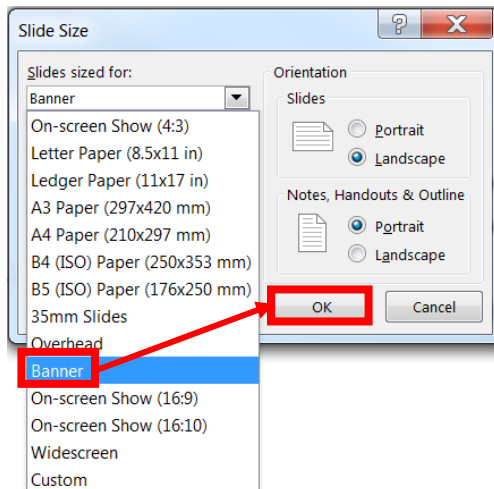 Slide Size
Slides sized for:
Banner
On-screen Show (4:3)
Letter Paper (8.5x11 in)
Ledger Paper (11x17 in)
A3 Paper (297x420 mm)
A4 Paper (210x297 mm)
B4 (ISO) Paper (250x353 mm)
B5 (ISO) Paper (176x250 mm)
35mm Slides
Overhead
Banner
On-screen Show (16:9)
On-screen Show (16:10)
Widescreen
Custom
Orientation
Slides
Portrait
Landscape
Notes, Handouts & Outline
Portrait
Landscape
OK
Cancel